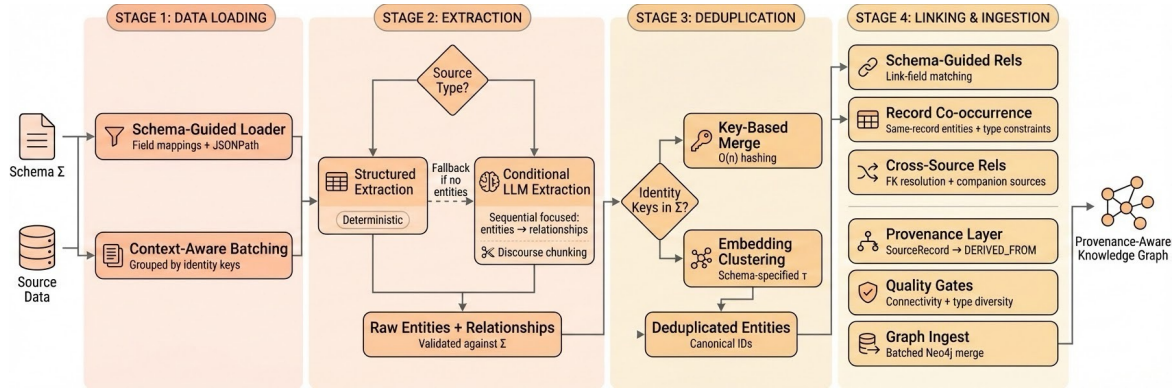 STAGE 1: DATA LOADING
STAGE 2: EXTRACTION
STAGE 3: DEDUPLICATION
STAGE 4: LINKING & INGESTION
Schema Σ
Source
Data
Schema-Guided Loader
Field mappings + JSONPath
Context-Aware Batching
Grouped by identity keys
Source
Type?
Structured
Extraction
Deterministic
Fallback
if no
entities
Conditional
LLM Extraction
Sequential focused:
entities → relationships
Discourse chunking
Raw Entities + Relationships
Validated against Σ
Identity
Keys in Σ?
Key-Based
Merge
O(n) hashing
Embedding
Clustering
Schema-specified τ
Deduplicated Entities
Canonical IDs
Schema-Guided Rels
Link-field matching
Record Co-occurrence
Same-record entities + type constraints
Cross-Source Rels
FK resolution + companion sources
Provenance Layer
SourceRecord → DERIVED_FROM
Quality Gates
Connectivity + type diversity
Graph Ingest
Batched Neo4j merge
Provenance-Aware
Knowledge Graph